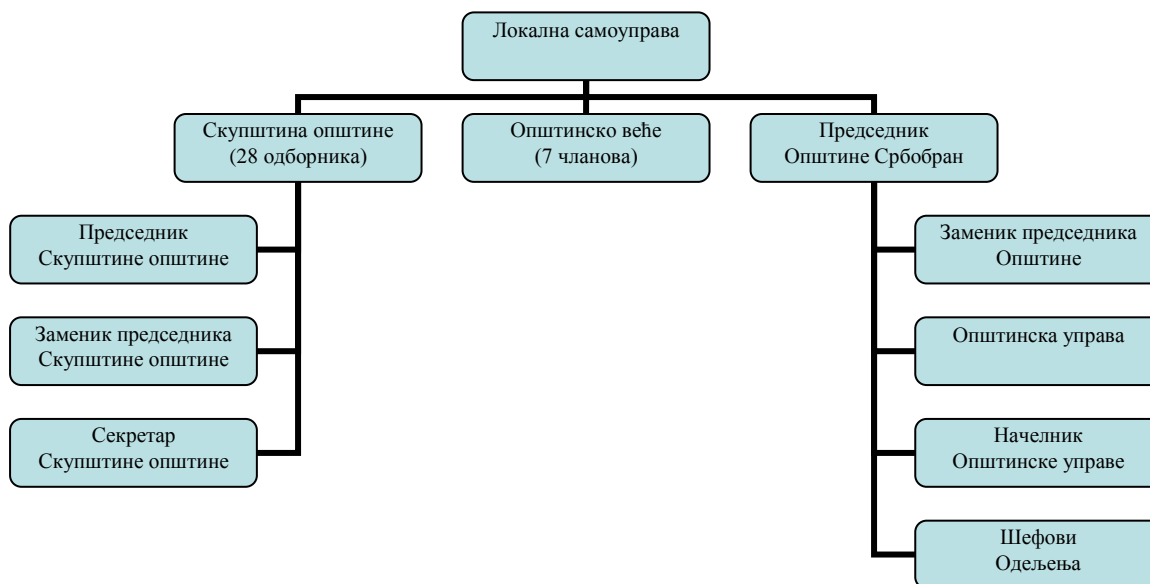 Локална самоуправа
Скупштина општине
(28 одборника)
Општинско веће
(7 чланова)
Председник
Општине Србобран
Председник
Скупштине општине
Заменик председника
Скупштине општине
Секретар
Скупштине општине
Заменик председника
Општине
Општинска управа
Начелник
Општинске управе
Шефови
Одељења